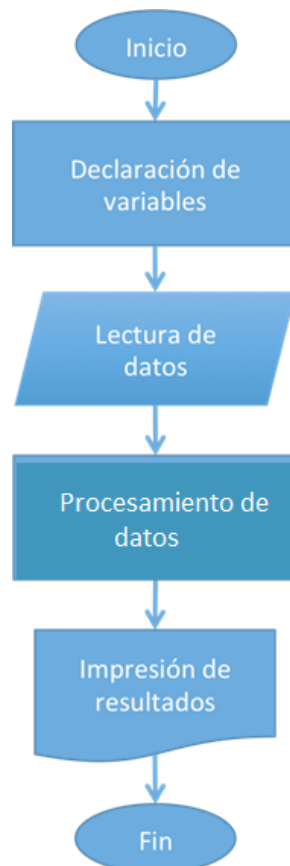 Inicio
Declaración de
variables
Lectura de
datos
Procesamiento de
datos
Impresión de
resultados
Fin